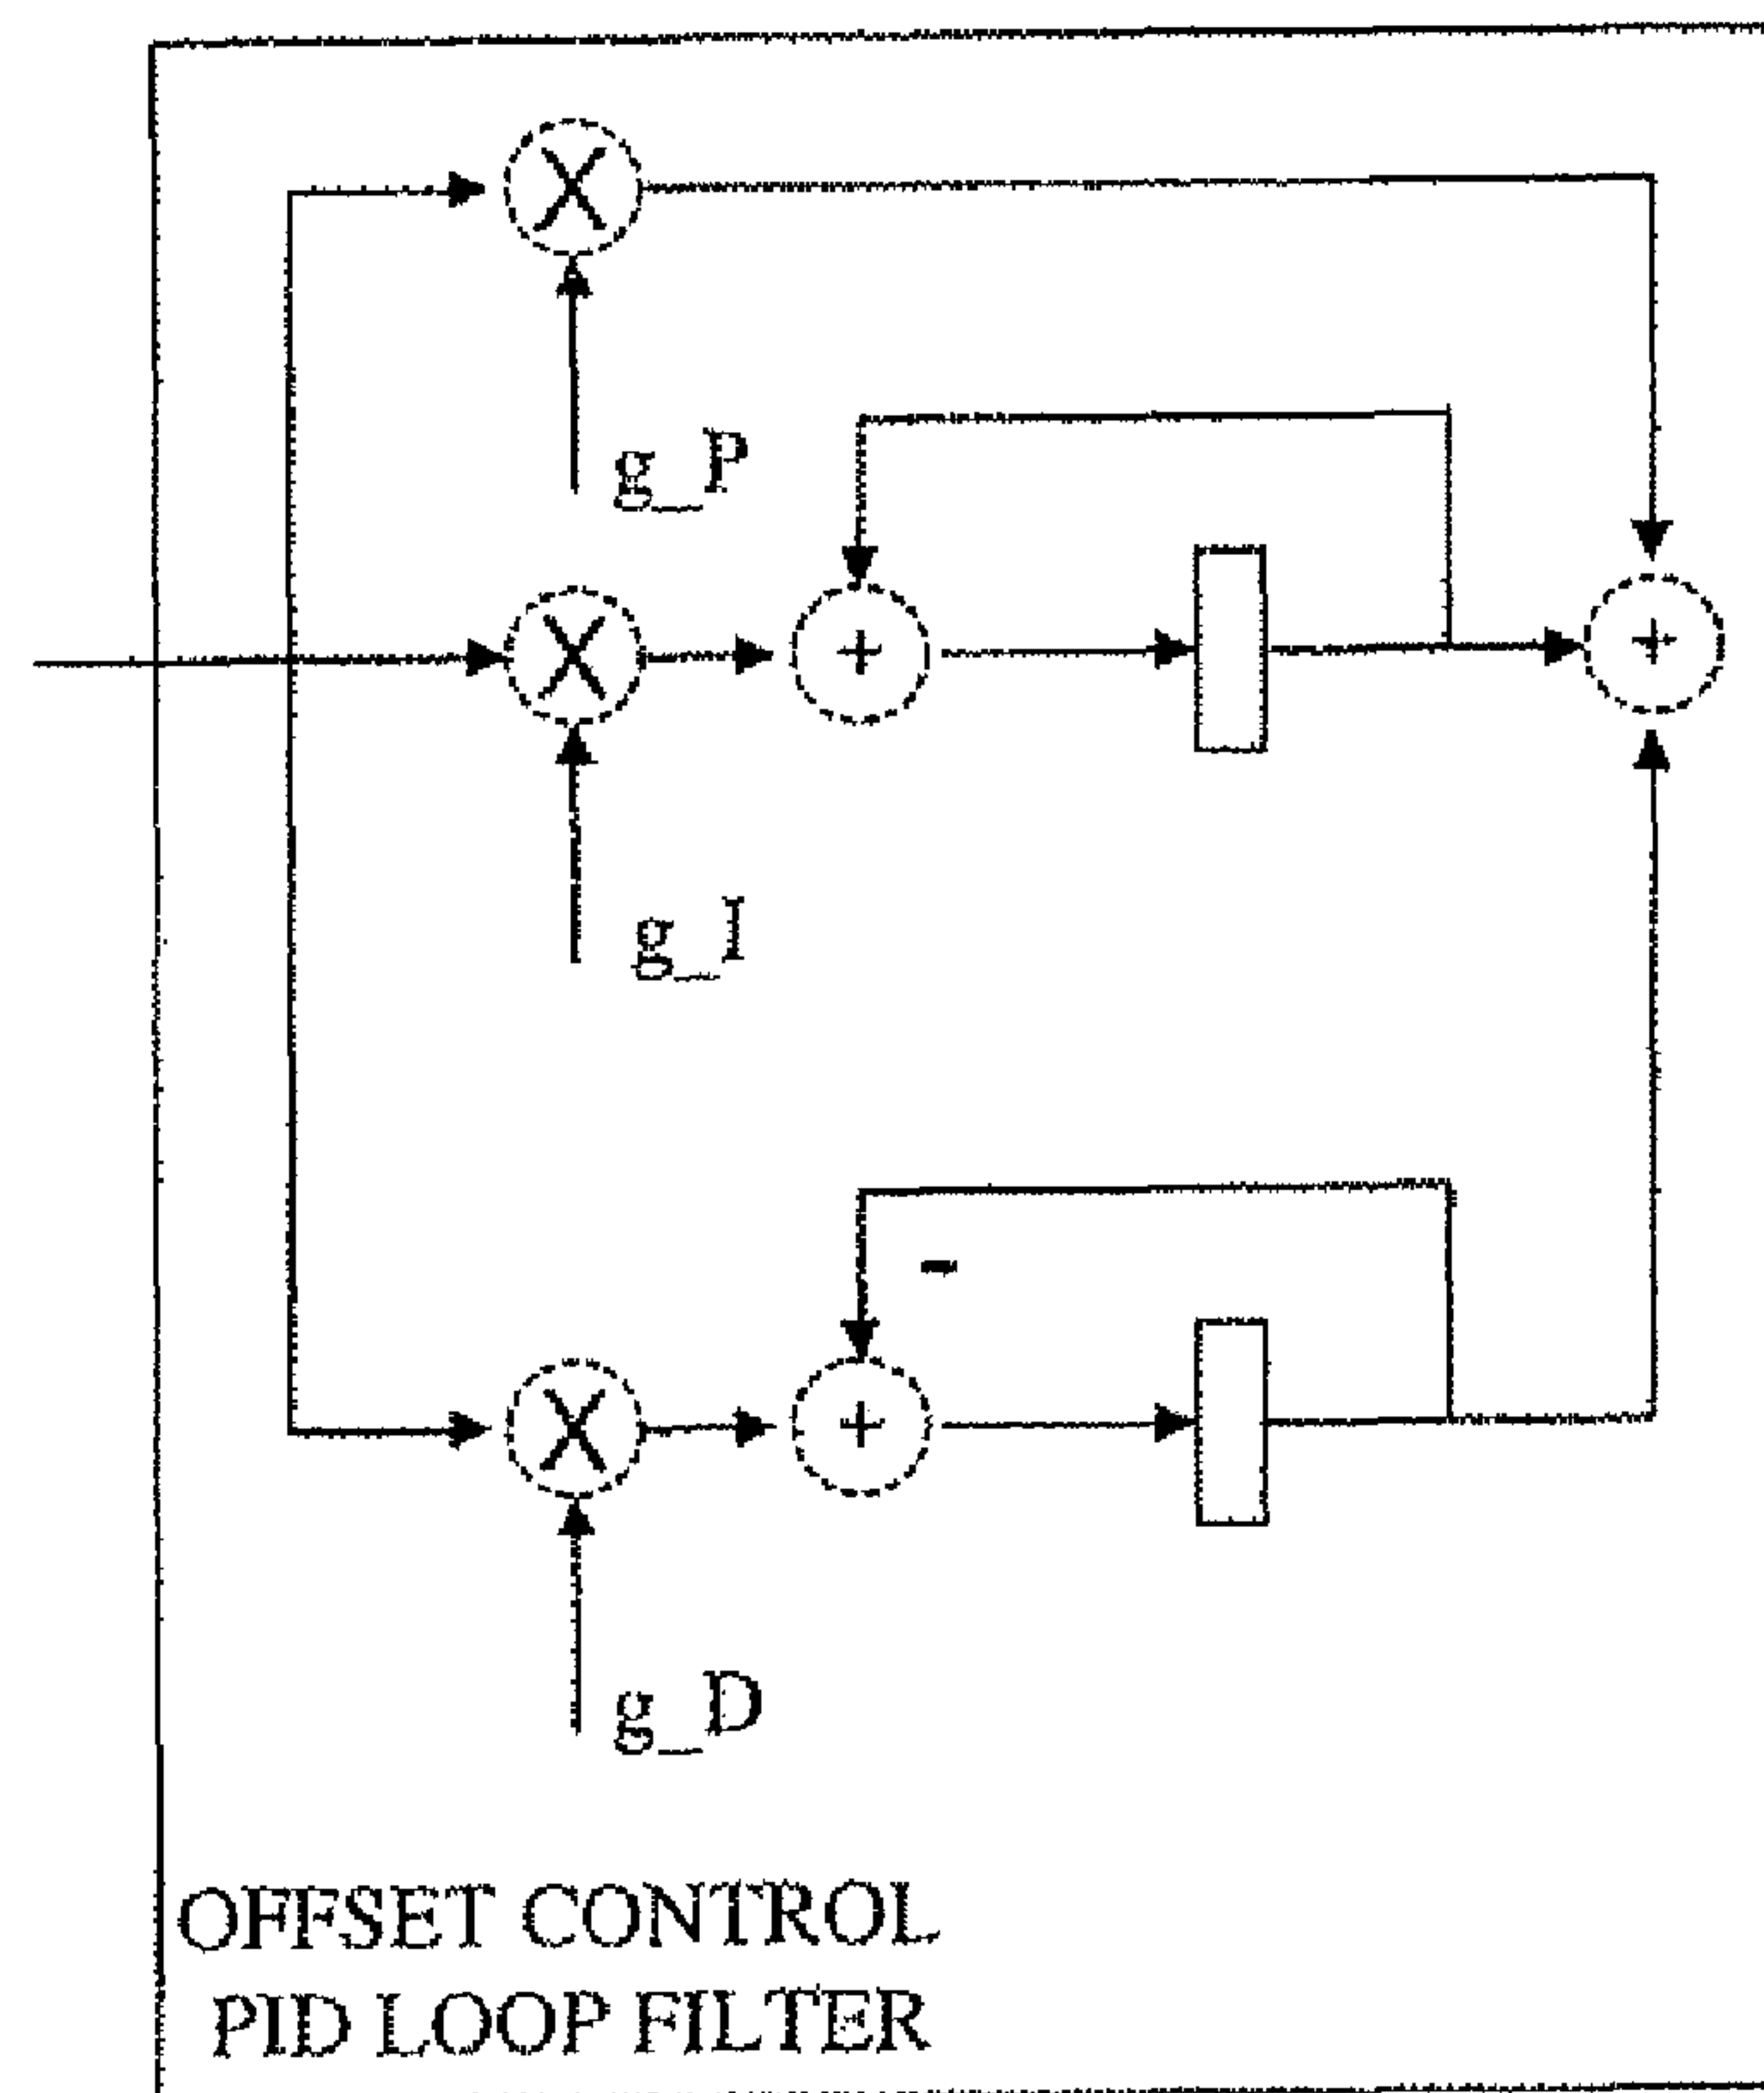 X
g_P
X
+
+
g_I
-
X
+
g_D
OFFSET CONTROL
PID LOOP FILTER